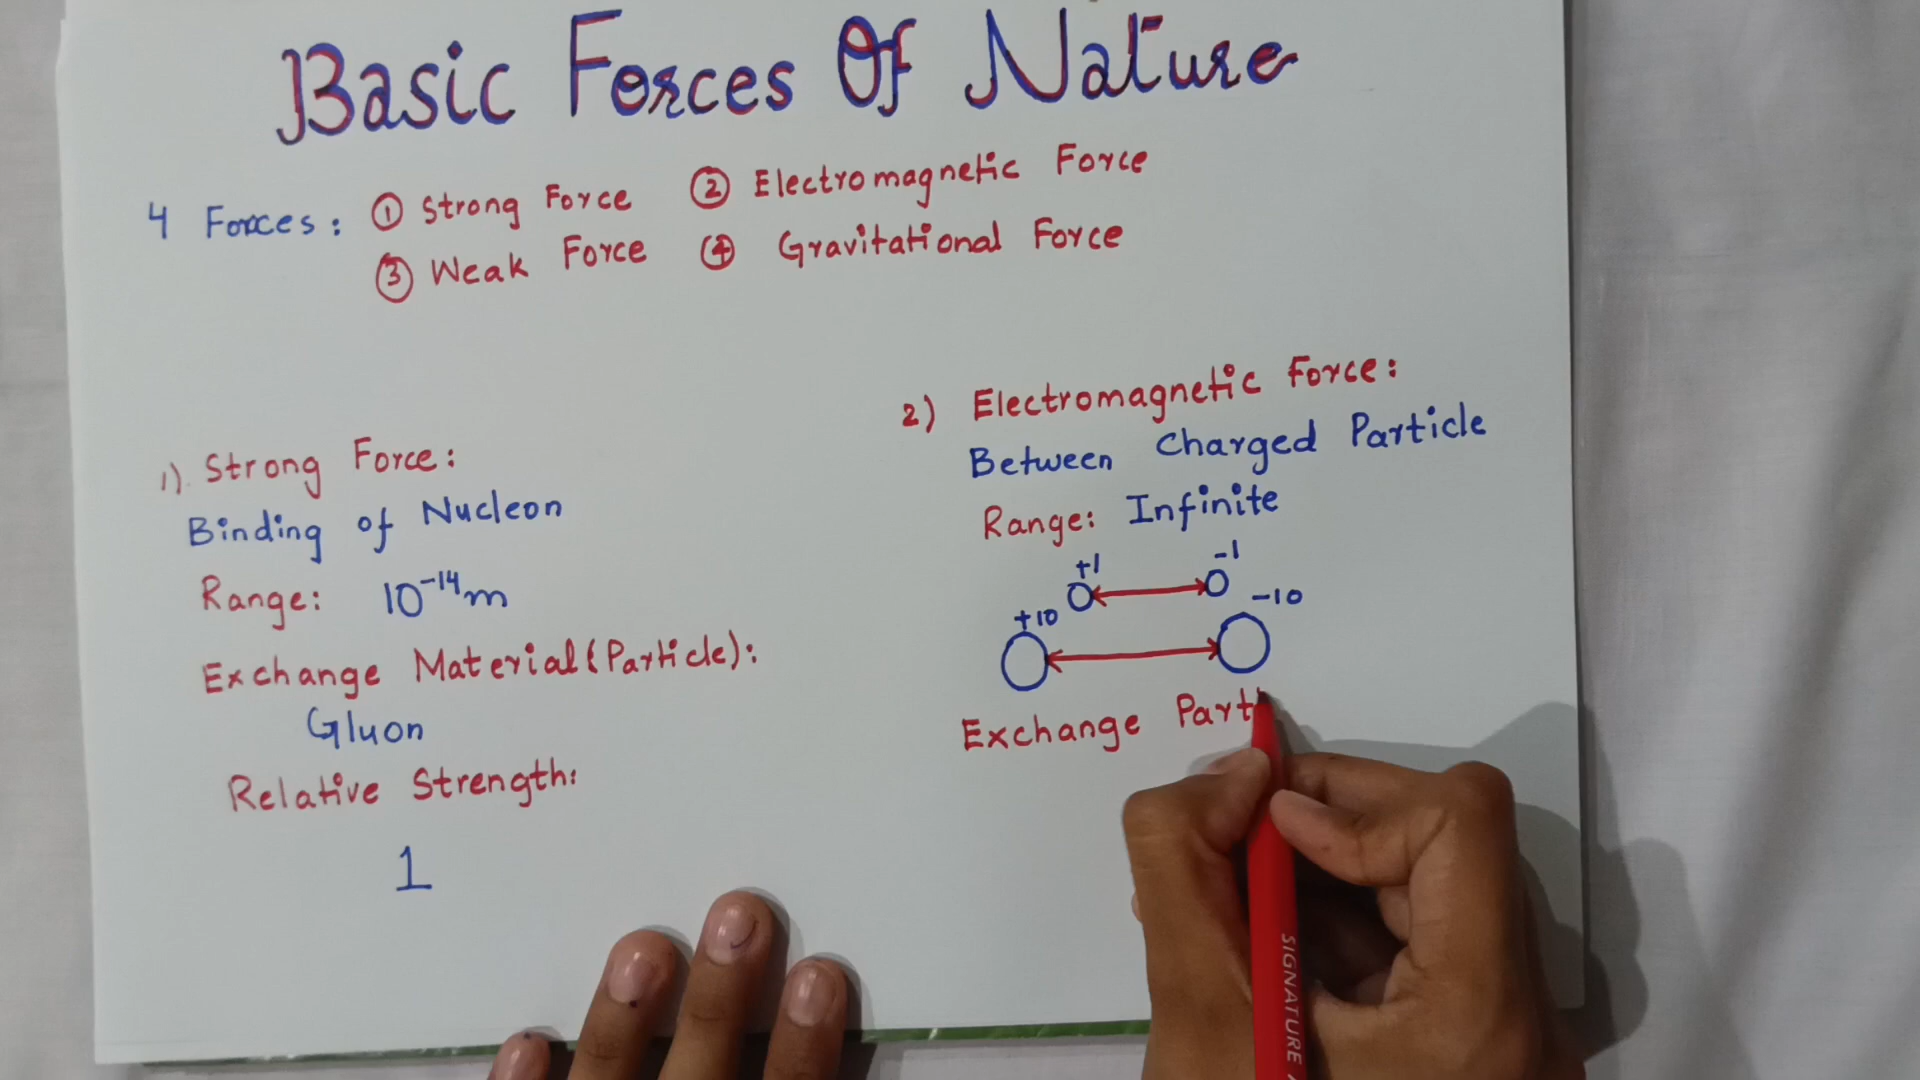 Basic Forces Of Nature
4 Forces: ① Strong Force ② Electromagnetic Force
③ Weak Force ④ Gravitational Force
1) Strong Force:
Binding of Nucleon
Range: 10⁻¹⁴m
Exchange Material (Particle):
Gluon
Relative Strength:
1
2) Electromagnetic Force:
Between Charged Particle
Range: Infinite
+1 -1
+10 -10
Exchange Part
SIGNATURE